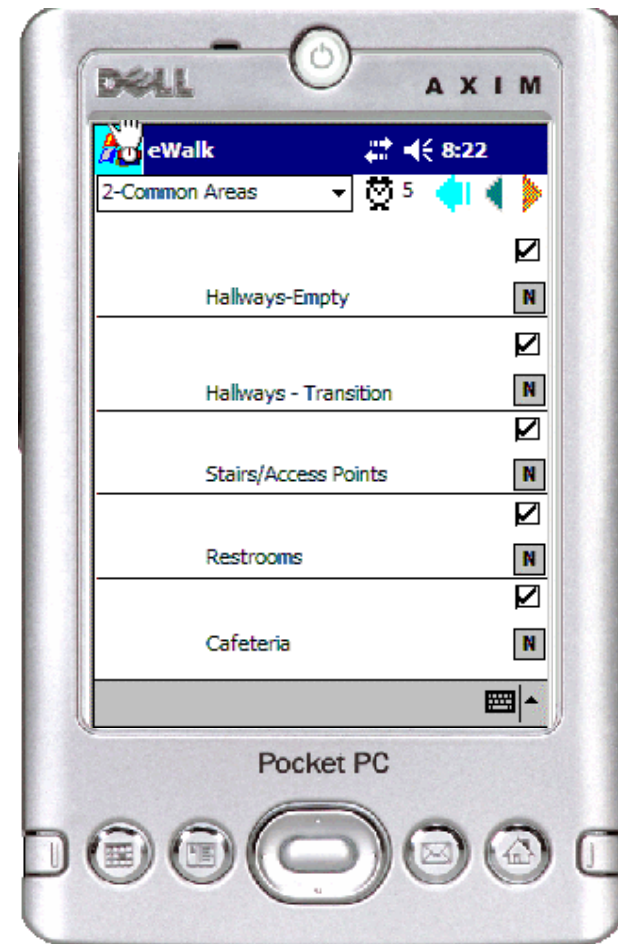 DELL
AXIM
eWalk 8:22
2-Common Areas 5
Hallways-Empty N
Hallways - Transition N
Stairs/Access Points N
Restrooms N
Cafeteria N
Pocket PC